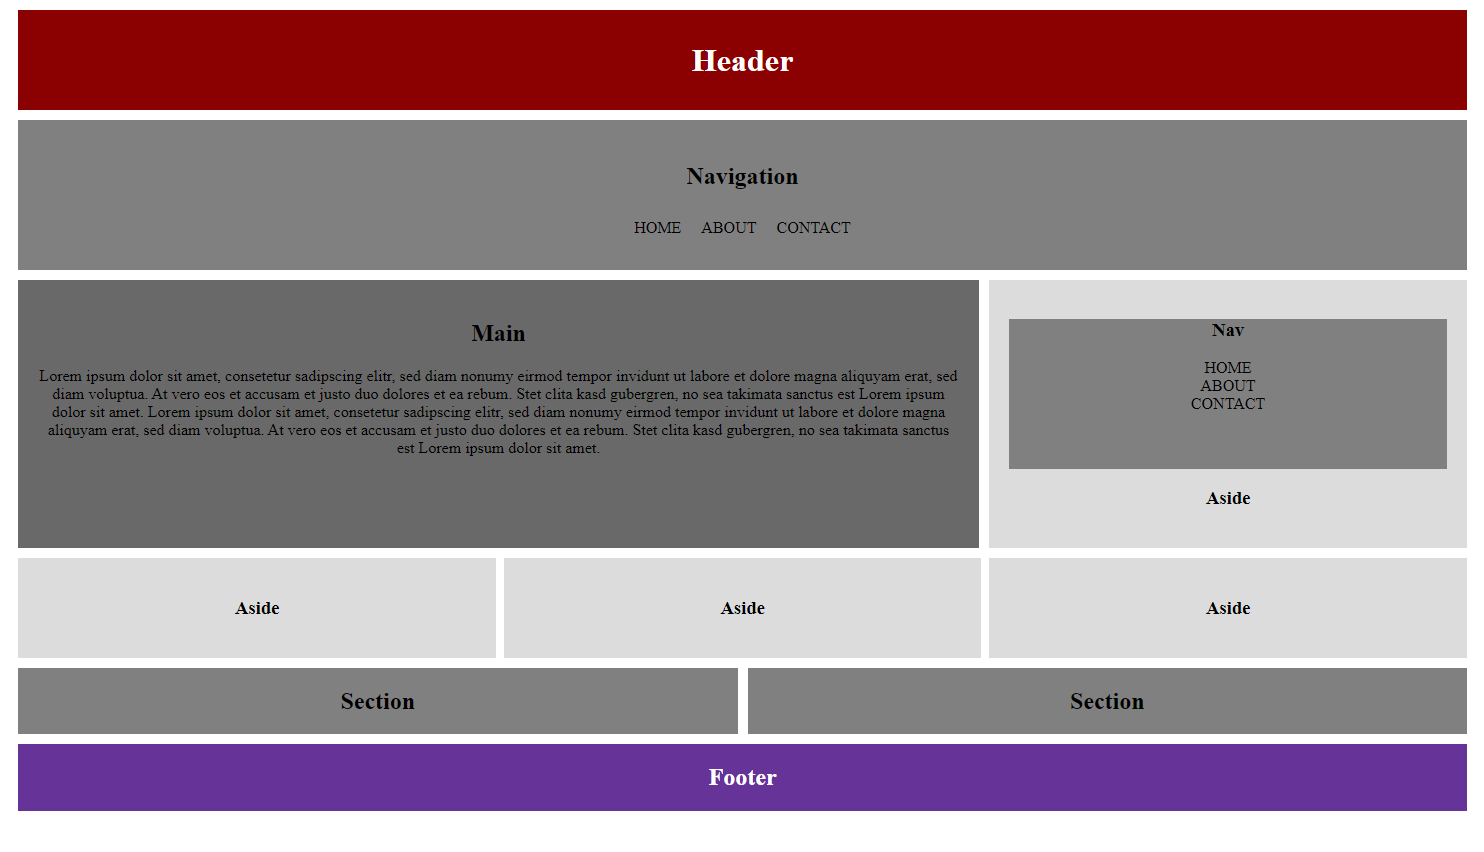 Header
Navigation
HOME ABOUT CONTACT
Main
Lorem ipsum dolor sit amet, consetetur sadipscing elitr, sed diam nonumy eirmod tempor invidunt ut labore et dolore magna aliquyam erat, sed
diam voluptua. At vero eos et accusam et justo duo dolores et ea rebum. Stet clita kasd gubergren, no sea takimata sanctus est Lorem ipsum
dolor sit amet. Lorem ipsum dolor sit amet, consetetur sadipscing elitr, sed diam nonumy eirmod tempor invidunt ut labore et dolore magna
aliquyam erat, sed diam voluptua. At vero eos et accusam et justo duo dolores et ea rebum. Stet clita kasd gubergren, no sea takimata sanctus
est Lorem ipsum dolor sit amet.
Nav
HOME
ABOUT
CONTACT
Aside
Aside
Aside
Aside
Section
Section
Footer